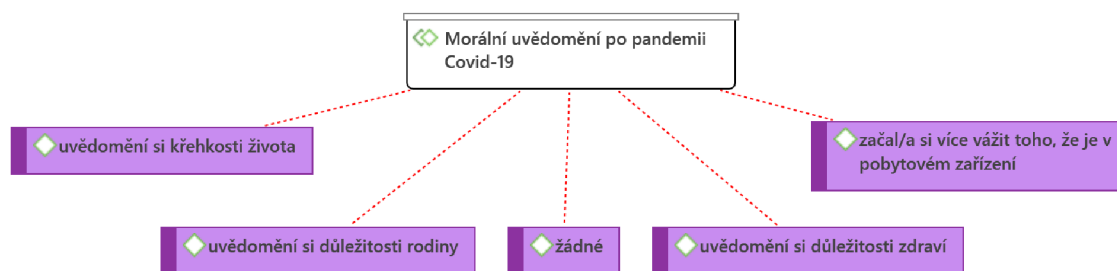 Morální uvědomění po pandemii
Covid-19
uvědomění si křehkosti života
začal/a si více vážit toho, že je v
pobytovém zařízení
uvědomění si důležitosti rodiny
žádné
uvědomění si důležitosti zdraví